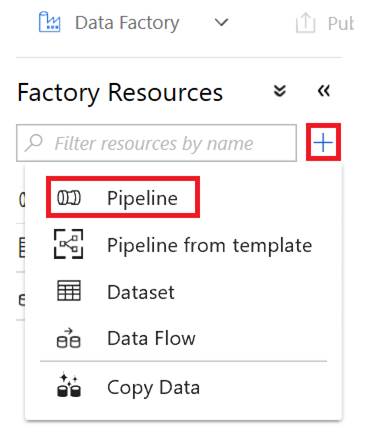 Data Factory
Pub
Factory Resources
Filter resources by name
Pipeline
Pipeline from template
Dataset
Data Flow
Copy Data